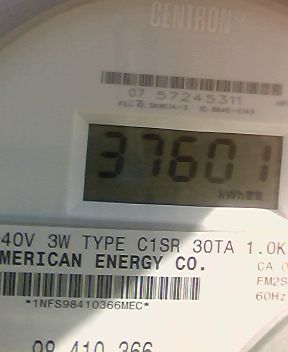 CENTRON
07 57245311
37601
kWh
40V 3W TYPE C1SR 30TA 1.0K
MERICAN ENERGY CO.
CA 0
FM2S
*1NFS98410366MEC*
60Hz
98 410 366